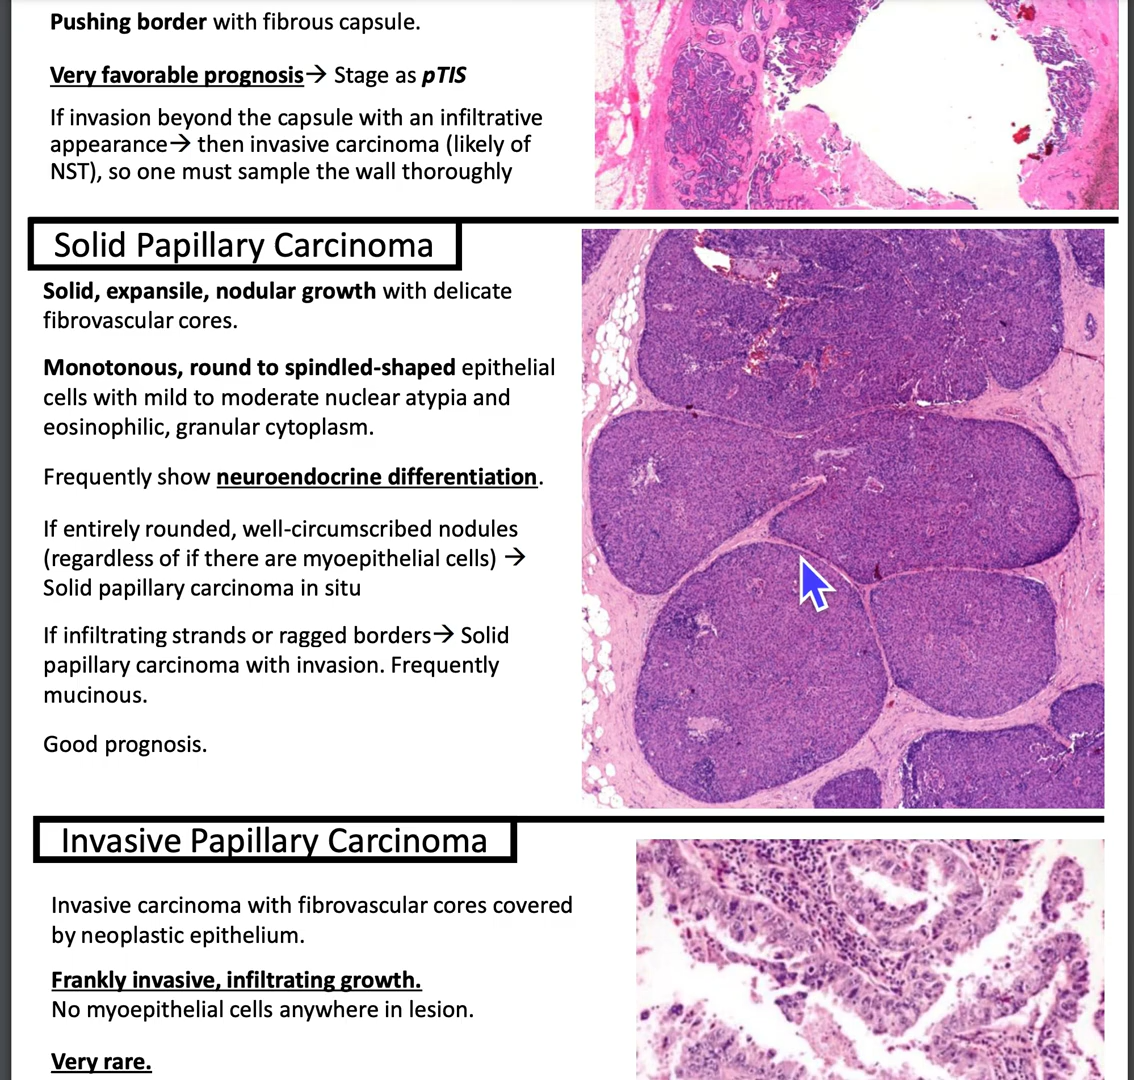 Pushing border with fibrous capsule.
Very favorable prognosis→ Stage as pTIS
If invasion beyond the capsule with an infiltrative
appearance→ then invasive carcinoma (likely of
NST), so one must sample the wall thoroughly
Solid Papillary Carcinoma
Solid, expansile, nodular growth with delicate
fibrovascular cores.
Monotonous, round to spindled-shaped epithelial
cells with mild to moderate nuclear atypia and
eosinophilic, granular cytoplasm.
Frequently show neuroendocrine differentiation.
If entirely rounded, well-circumscribed nodules
(regardless of if there are myoepithelial cells) →
Solid papillary carcinoma in situ
If infiltrating strands or ragged borders→ Solid
papillary carcinoma with invasion. Frequently
mucinous.
Good prognosis.
Invasive Papillary Carcinoma
Invasive carcinoma with fibrovascular cores covered
by neoplastic epithelium.
Frankly invasive, infiltrating growth.
No myoepithelial cells anywhere in lesion.
Very rare.